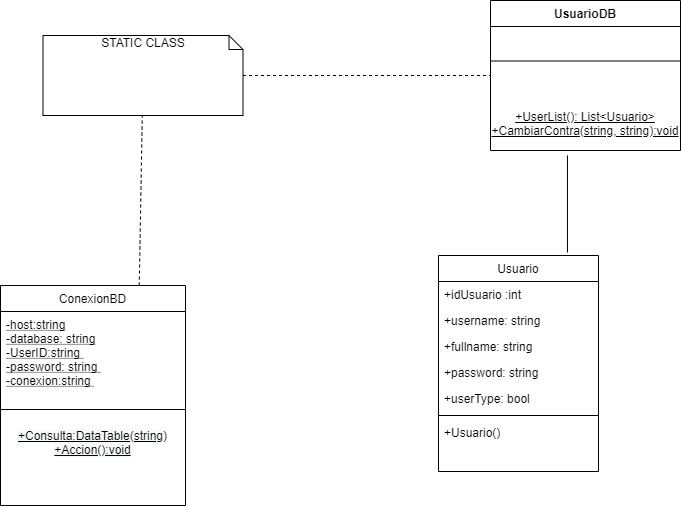 STATIC CLASS
UsuarioDB
+UserList(): List<Usuario>
+CambiarContra(string, string):void
ConexionBD
-host:string
-database: string
-UserID:string
-password: string
-conexion:string
+Consulta:DataTable(string)
+Accion():void
Usuario
+idUsuario :int
+username: string
+fullname: string
+password: string
+userType: bool
+Usuario()